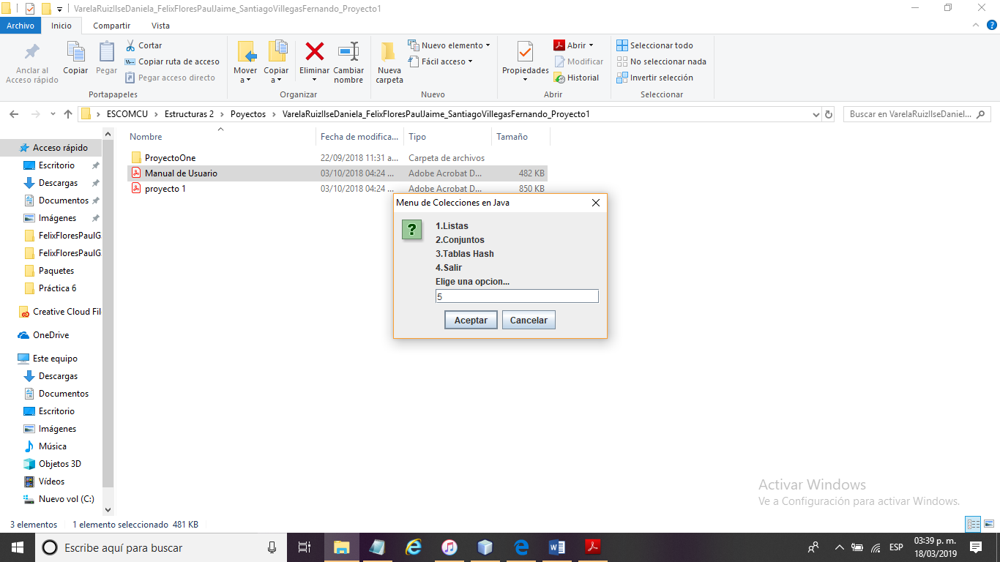 VarelaRuizIlseDaniela_FelixFloresPaulJaime_SantiagoVillegasFernando_Proyecto1
Archivo Inicio Compartir Vista
Anclar al
Acceso rápido
Copiar
Pegar
Cortar
Copiar ruta de acceso
Pegar acceso directo
Portapapeles
Mover
a
Copiar
a
Eliminar
Cambiar
nombre
Organizar
Nueva
carpeta
Nuevo elemento
Fácil acceso
Nuevo
Propiedades
Abrir
Modificar
Historial
Abrir
Seleccionar todo
No seleccionar nada
Invertir selección
Seleccionar
ESCOMCU > Estructuras 2 > Poyectos > VarelaRuizIlseDaniela_FelixFloresPaulJaime_SantiagoVillegasFernando_Proyecto1
Buscar en VarelaRuizIlseDaniel...
Nombre Fecha de modifica... Tipo Tamaño
ProyectoOne 22/09/2018 11:31 a... Carpeta de archivos
Manual de Usuario 03/10/2018 04:24 ... Adobe Acrobat D... 482 KB
proyecto 1 03/10/2018 04:24 ... Adobe Acrobat D... 850 KB
Acceso rápido
Escritorio
Descargas
Documentos
Imágenes
FelixFloresPaulG
FelixFloresPaulG
Paquetes
Práctica 6
Creative Cloud Fil
OneDrive
Este equipo
Descargas
Documentos
Escritorio
Imágenes
Música
Objetos 3D
Vídeos
Nuevo vol (C:)
Menu de Colecciones en Java
?
1.Listas
2.Conjuntos
3.Tablas Hash
4.Salir
Elige una opcion...
5
Aceptar Cancelar
Activar Windows
Ve a Configuración para activar Windows.
3 elementos 1 elemento seleccionado 481 KB
Escribe aquí para buscar
ESP
03:39 p. m.
18/03/2019